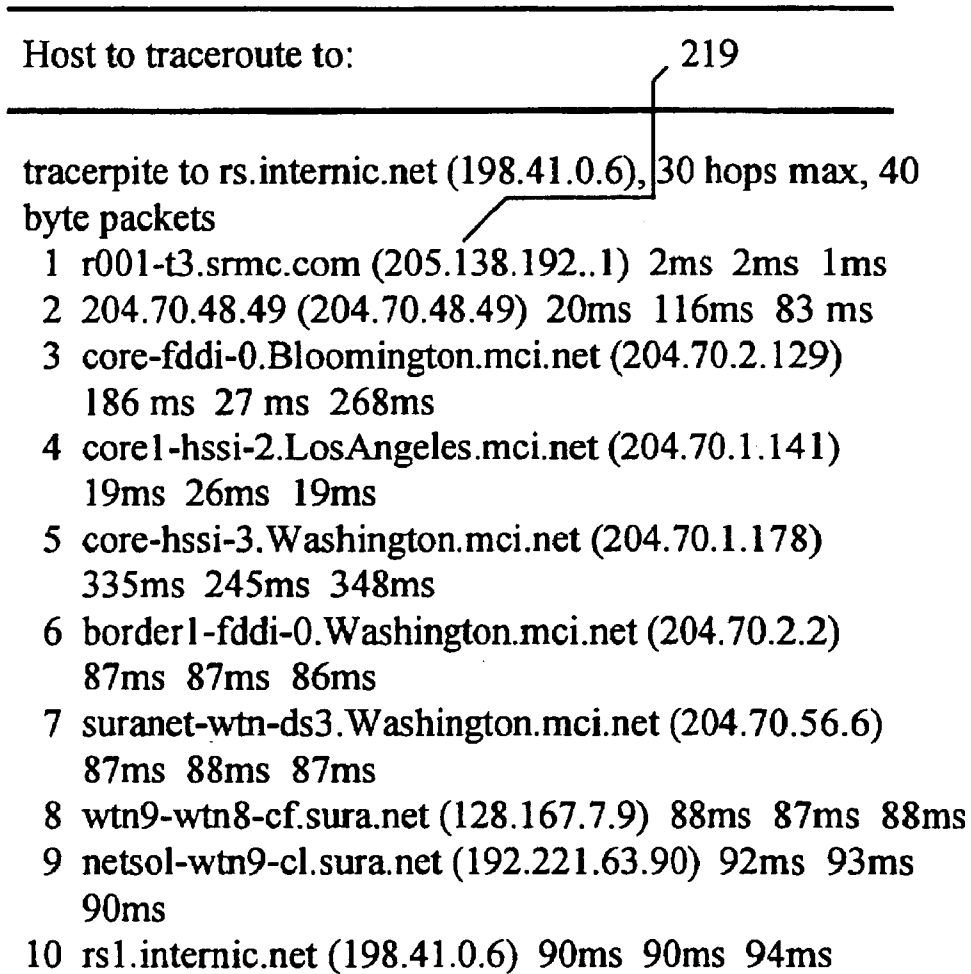 Host to traceroute to: 219
tracerpite to rs.internic.net (198.41.0.6), 30 hops max, 40
byte packets
1 r001-t3.srmc.com (205.138.192..1) 2ms 2ms 1ms
2 204.70.48.49 (204.70.48.49) 20ms 116ms 83 ms
3 core-fddi-0.Bloomington.mci.net (204.70.2.129)
186 ms 27 ms 268ms
4 core1-hssi-2.LosAngeles.mci.net (204.70.1.141)
19ms 26ms 19ms
5 core-hssi-3.Washington.mci.net (204.70.1.178)
335ms 245ms 348ms
6 border1-fddi-0.Washington.mci.net (204.70.2.2)
87ms 87ms 86ms
7 suranet-wtn-ds3.Washington.mci.net (204.70.56.6)
87ms 88ms 87ms
8 wtn9-wtn8-cf.sura.net (128.167.7.9) 88ms 87ms 88ms
9 netsol-wtn9-cl.sura.net (192.221.63.90) 92ms 93ms
90ms
10 rs1.internic.net (198.41.0.6) 90ms 90ms 94ms